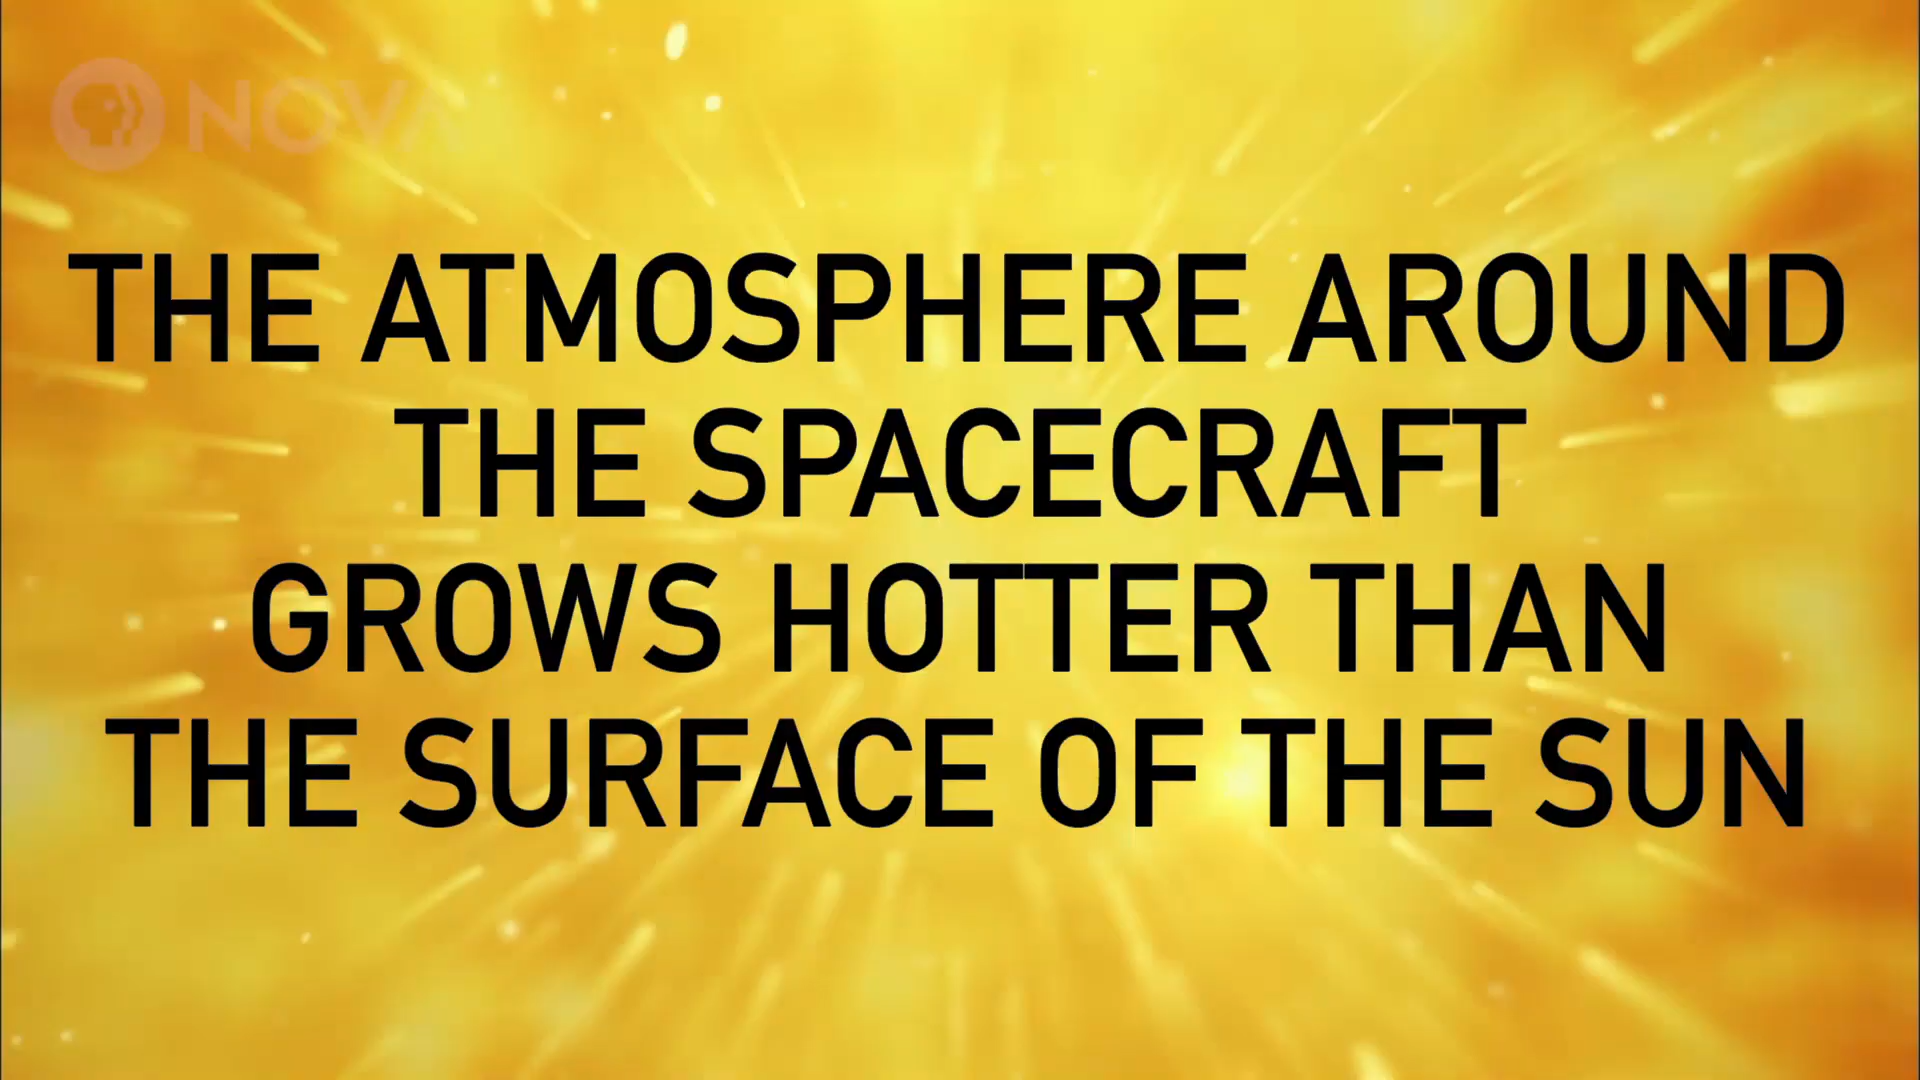 NOVA
THE ATMOSPHERE AROUND
THE SPACECRAFT
GROWS HOTTER THAN
THE SURFACE OF THE SUN